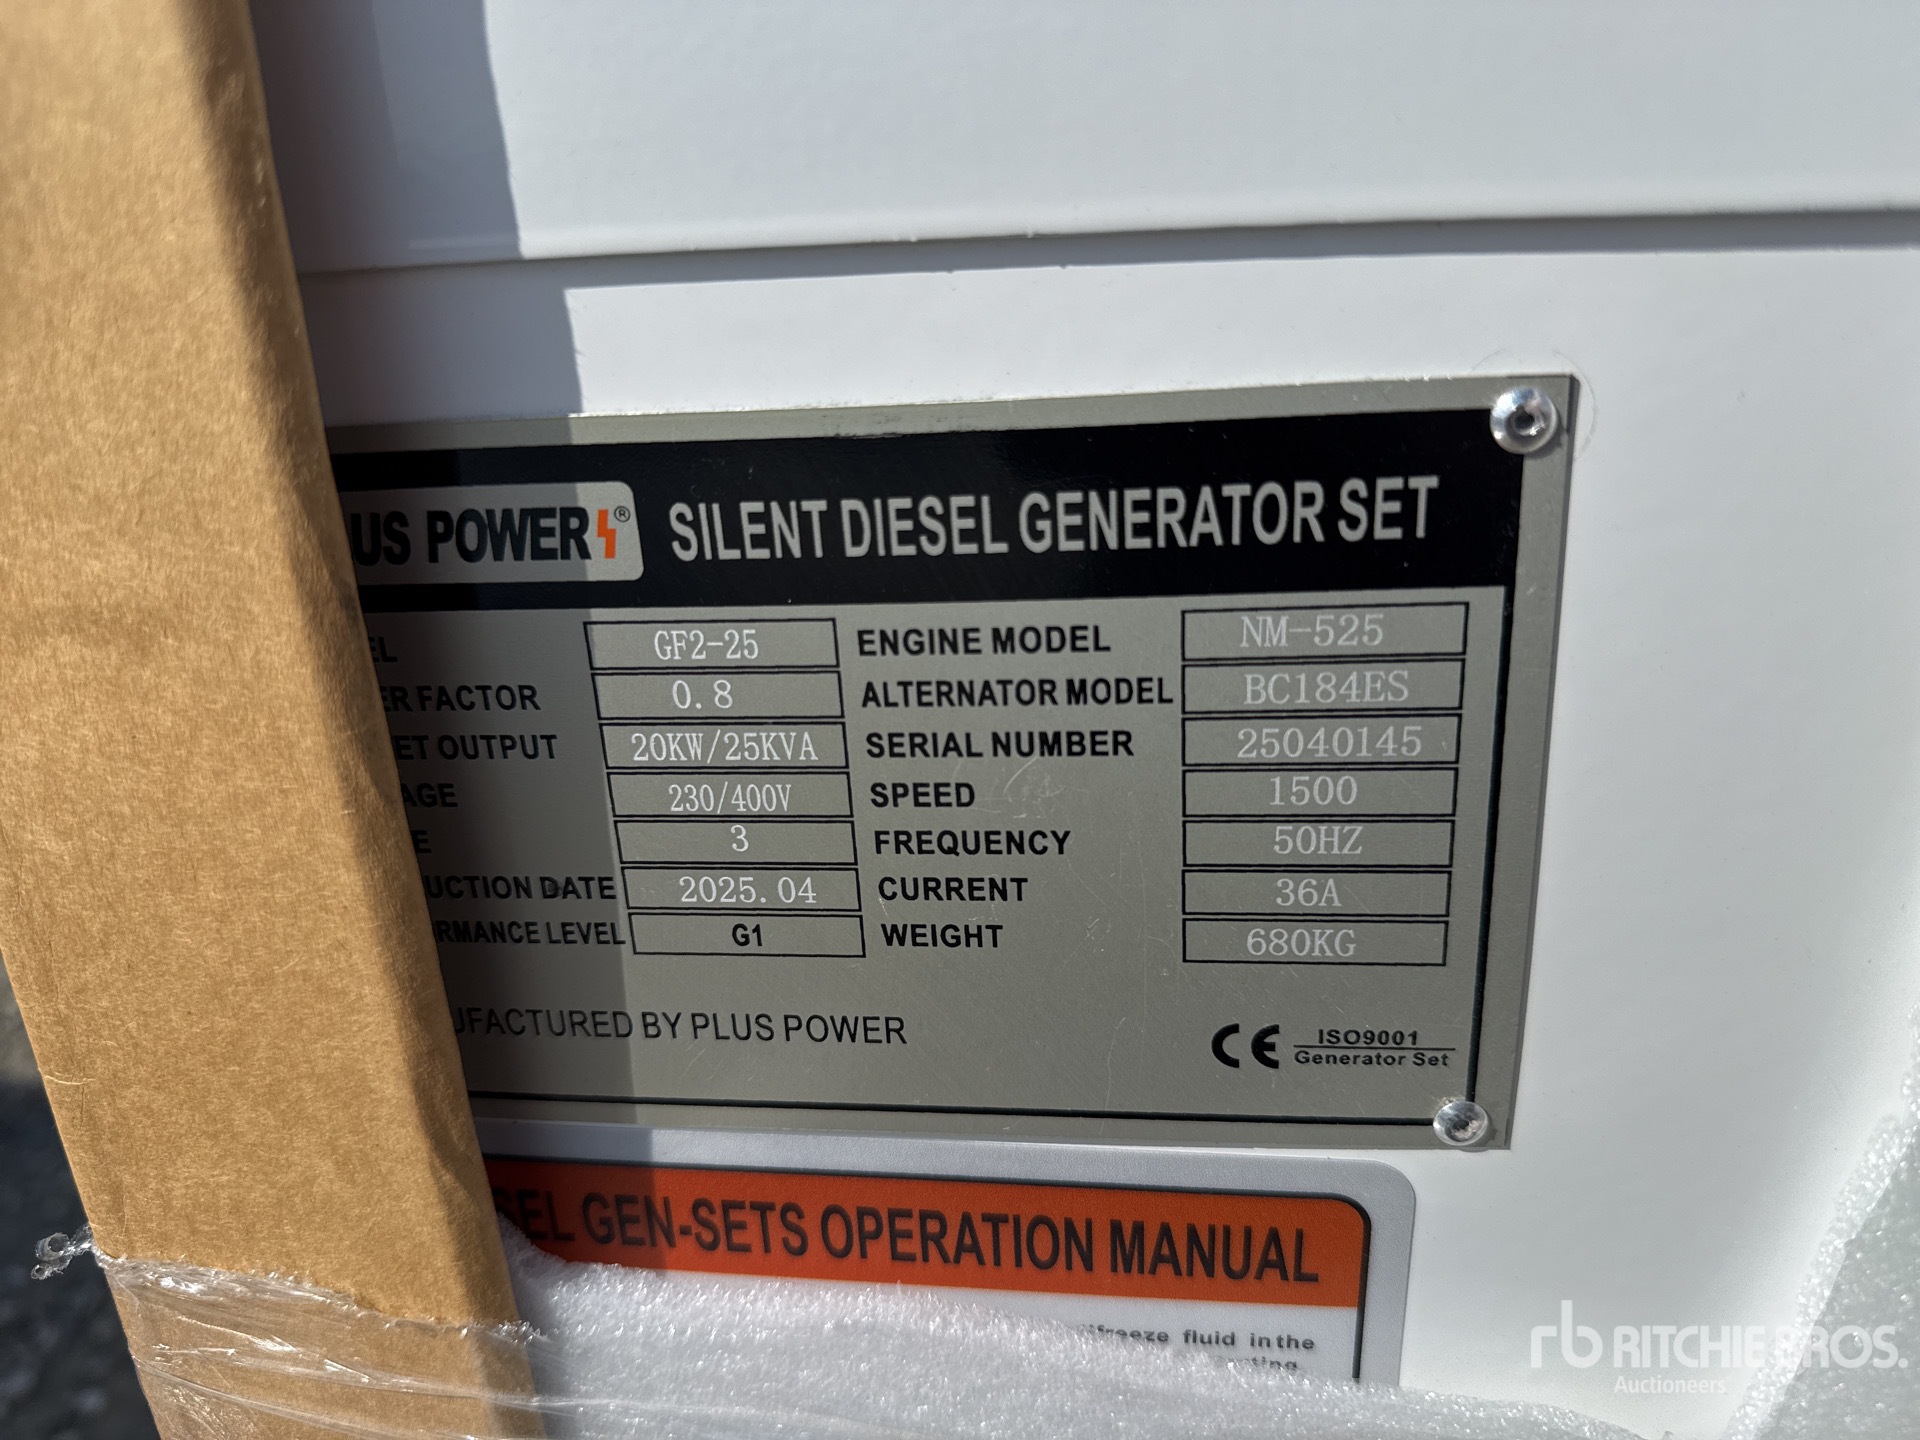 US POWER®
SILENT DIESEL GENERATOR SET
EL GF2-25 ENGINE MODEL NM-525
ER FACTOR 0.8 ALTERNATOR MODEL BC184ES
ET OUTPUT 20KW/25KVA SERIAL NUMBER 25040145
AGE 230/400V SPEED 1500
E 3 FREQUENCY 50HZ
UCTION DATE 2025.04 CURRENT 36A
RMANCE LEVEL G1 WEIGHT 680KG
UFACTURED BY PLUS POWER
CE ISO9001
Generator Set
SEL GEN-SETS OPERATION MANUAL
ifreeze fluid in the
rb RITCHIE BROS.
Auctioneers